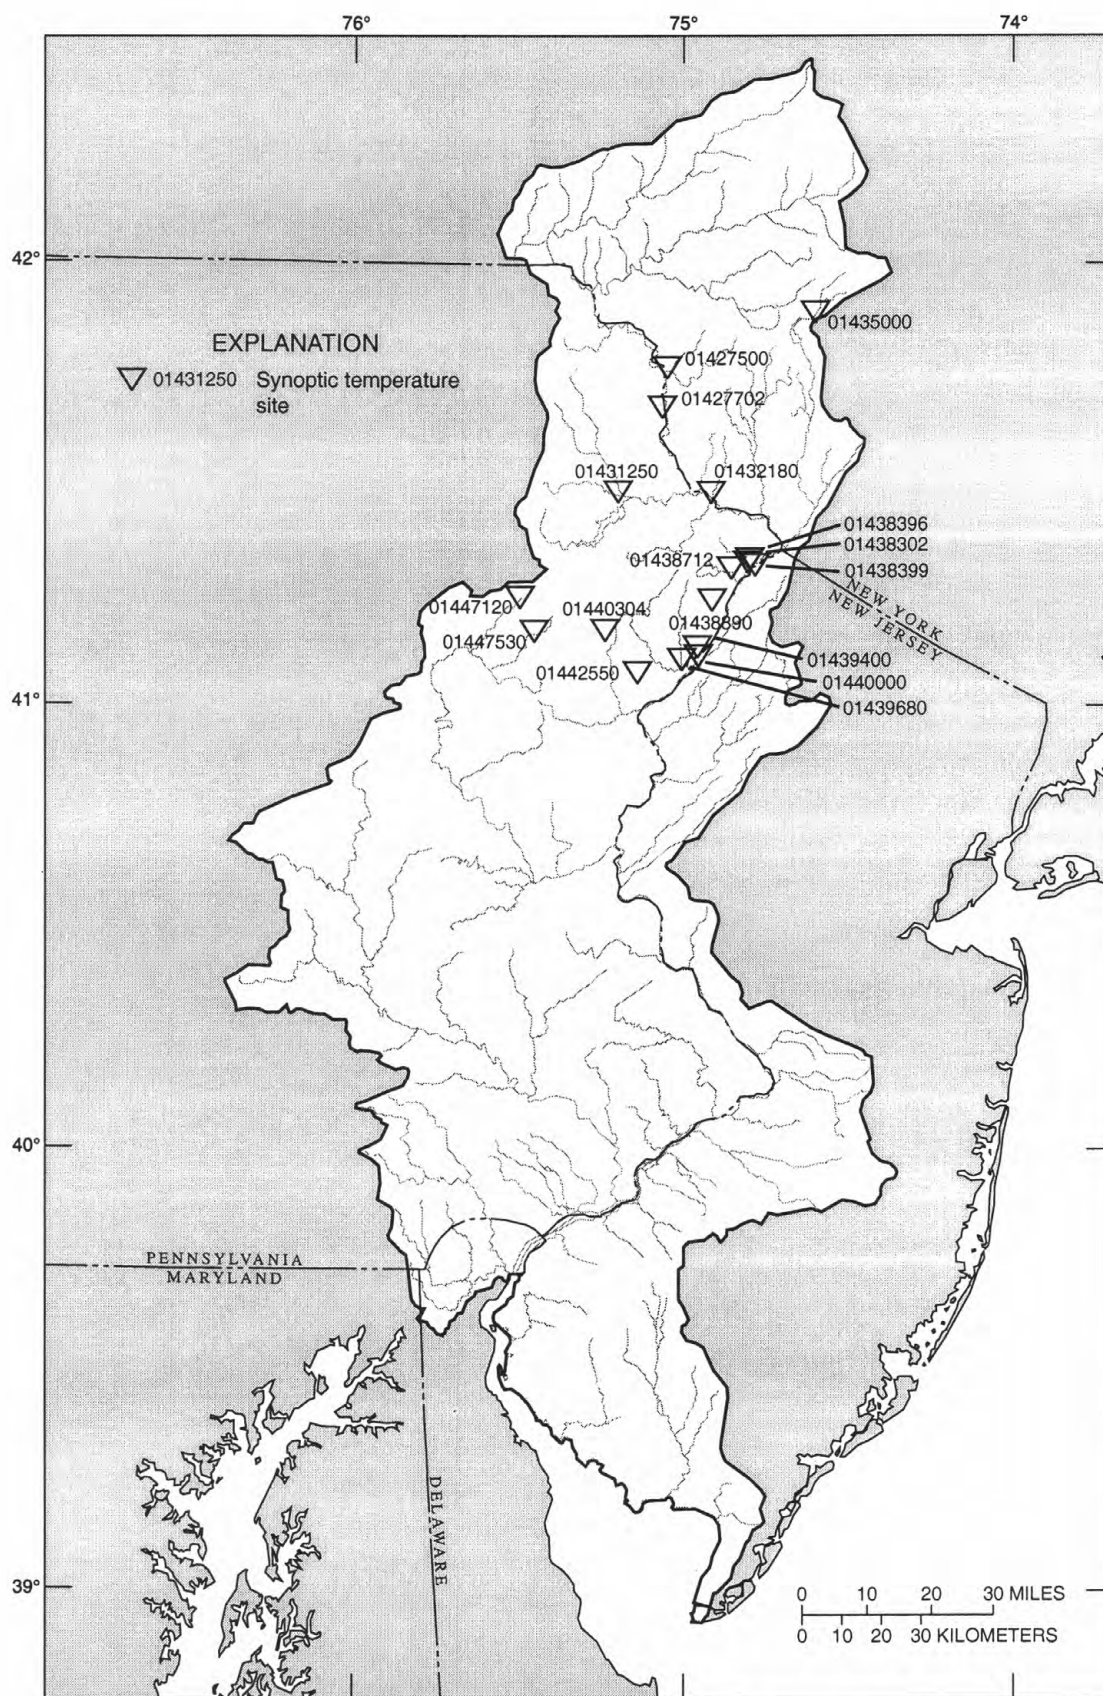 76° 75° 74°
42°
01435000
EXPLANATION
01427500
01431250 Synoptic temperature
site
01427702
01431250 01432180
01438396
01438302
01438712
01438399
NEW YORK
NEW JERSEY
01447120 01440304
01438890
01447530
01439400
01442550
01440000
41°
01439680
40°
PENNSYLVANIA
MARYLAND
DELAWARE
39°
0 10 20 30 MILES
0 10 20 30 KILOMETERS